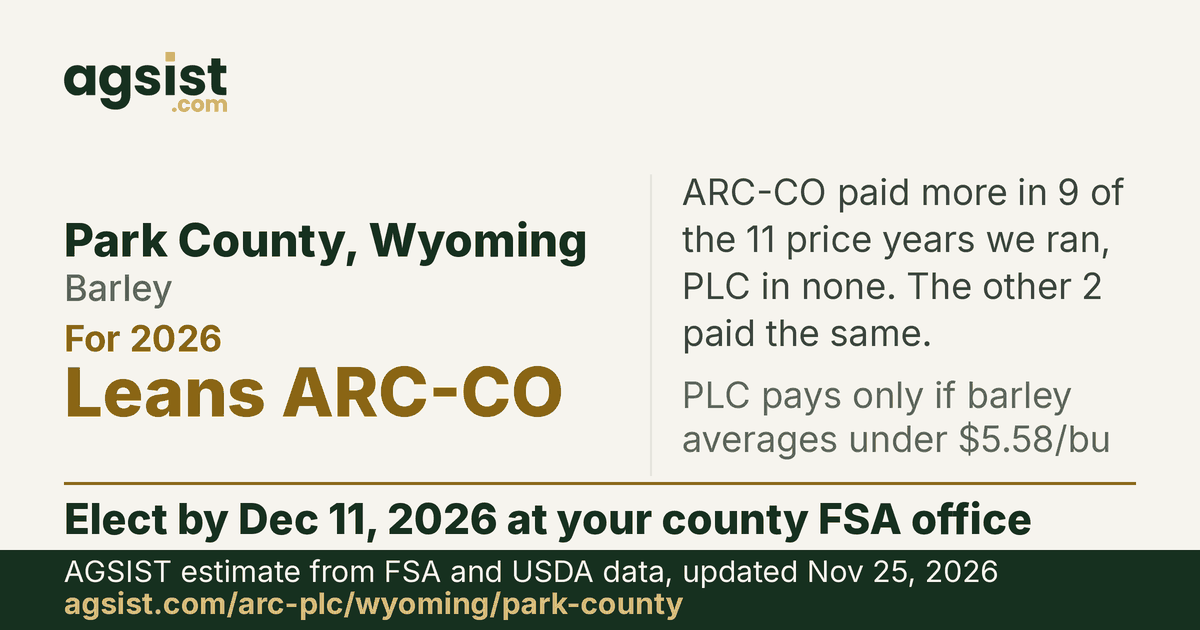 agsist
.com
Park County, Wyoming
Barley
For 2026
Leans ARC-CO
ARC-CO paid more in 9 of
the 11 price years we ran,
PLC in none. The other 2
paid the same.
PLC pays only if barley
averages under $5.58/bu
Elect by Dec 11, 2026 at your county FSA office
AGSIST estimate from FSA and USDA data, updated Nov 25, 2026
agsist.com/arc-plc/wyoming/park-county